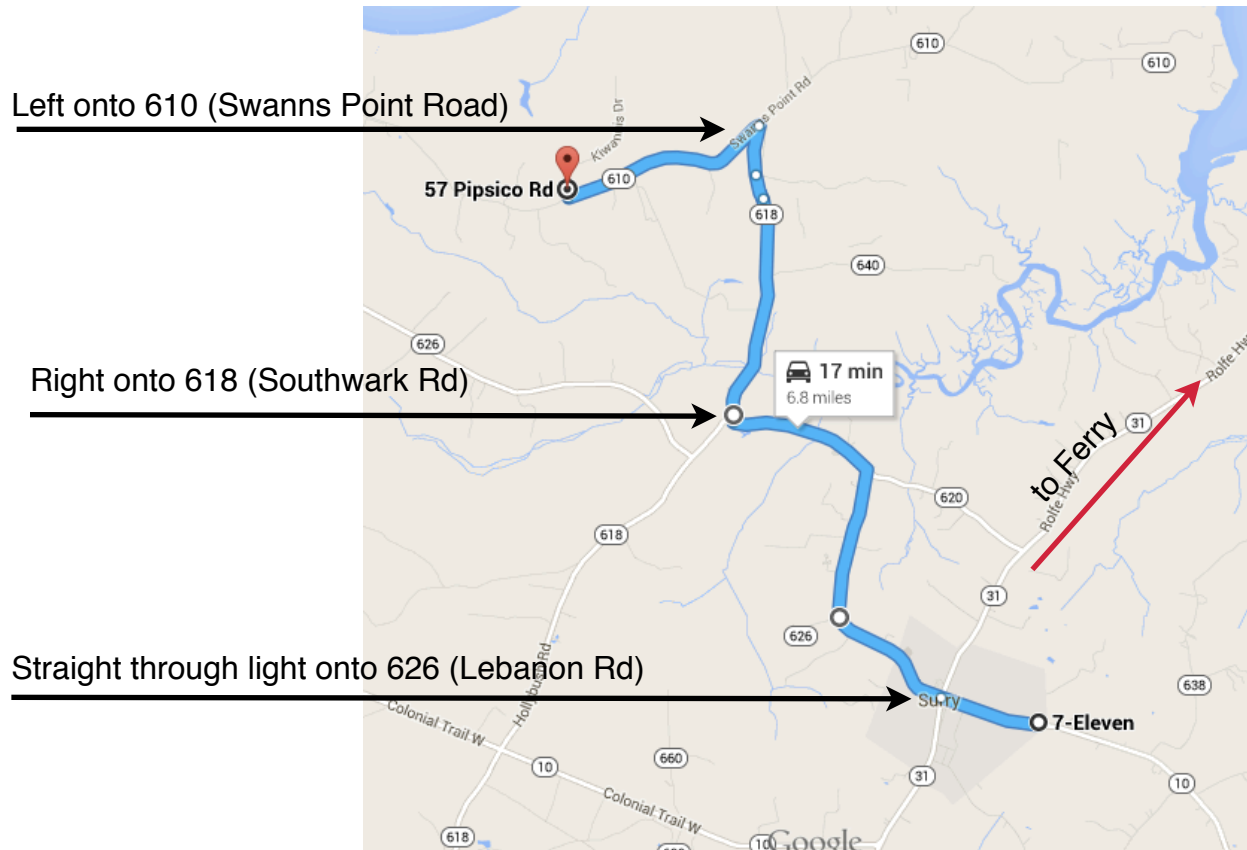 610
610
Left onto 610 (Swanns Point Road)
Swanns Point Rd
Kiwannis Dr
57 Pipsico Rd
610
618
640
626
Right onto 618 (Southwark Rd)
17 min
6.8 miles
Rolfe Hwy
31
to Ferry
620
Rolfe Hwy
618
31
626
Straight through light onto 626 (Lebanon Rd)
Hollybush Rd
638
Surry
7-Eleven
Colonial Trail W
660
10
31
10
Colonial Trail W
618
10
Google